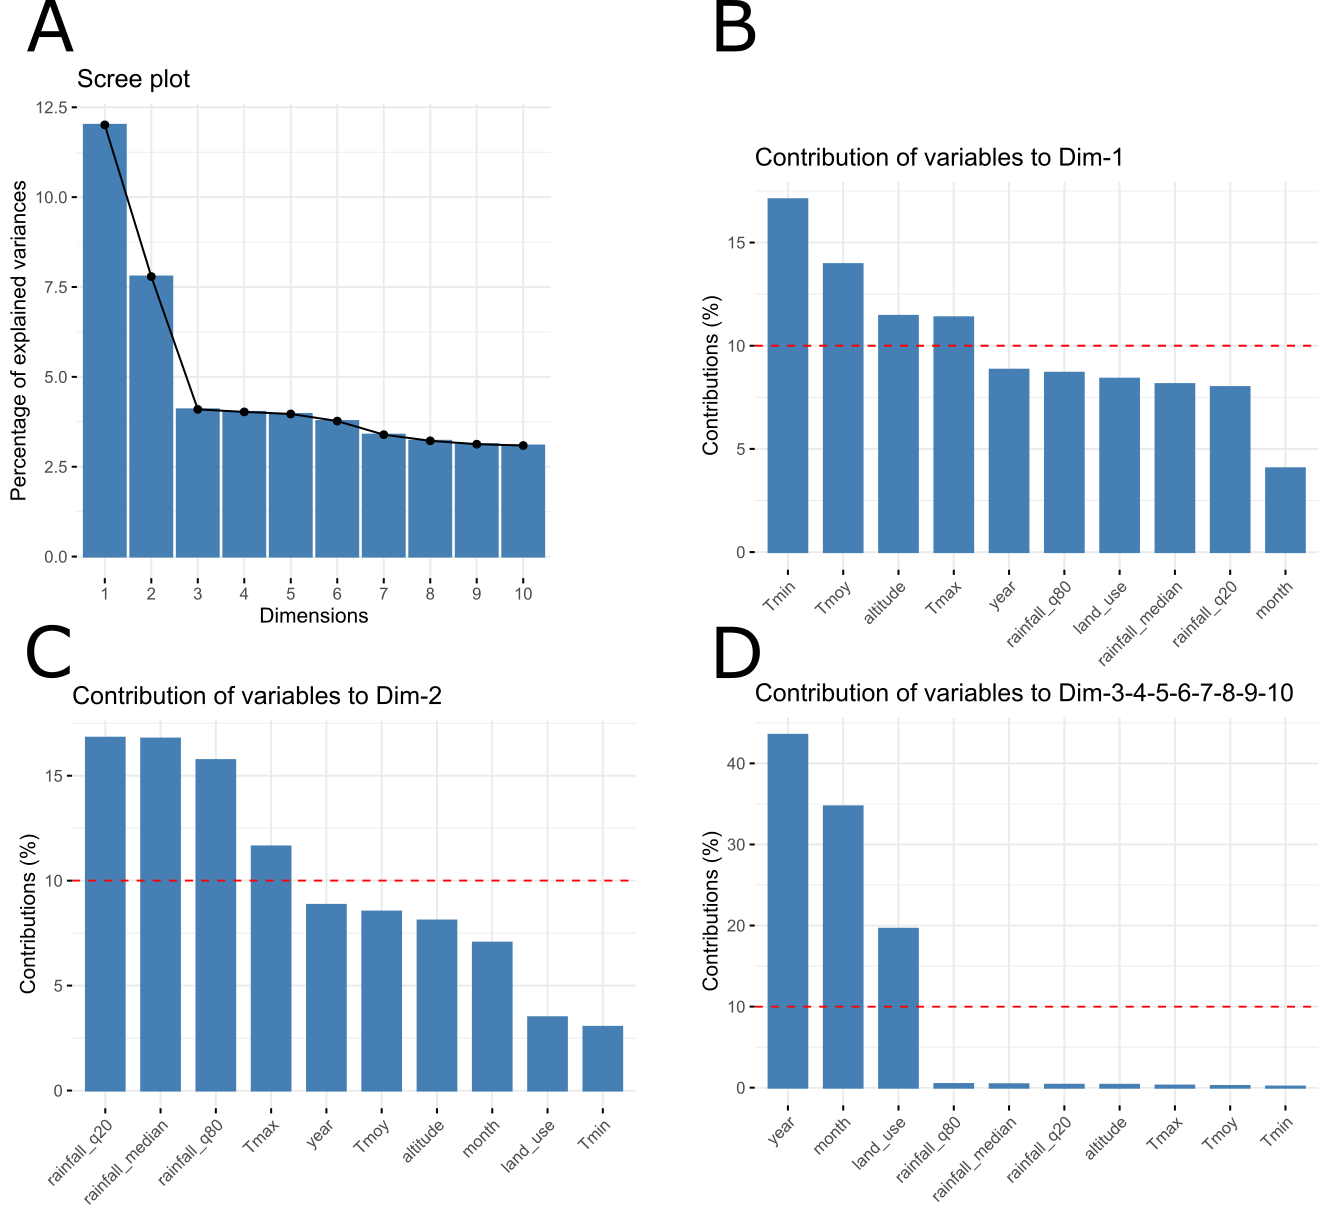 A
Scree plot
Percentage of explained variances
12.5
10.0
7.5
5.0
2.5
0.0
1 2 3 4 5 6 7 8 9 10
Dimensions
B
Contribution of variables to Dim-1
Contributions (%)
15
10
5
0
Tmin Tmoy altitude Tmax year rainfall_q80 land_use rainfall_median rainfall_q20 month
C
Contribution of variables to Dim-2
Contributions (%)
15
10
5
0
rainfall_q20 rainfall_median rainfall_q80 Tmax year Tmoy altitude month land_use Tmin
D
Contribution of variables to Dim-3-4-5-6-7-8-9-10
Contributions (%)
40
30
20
10
0
year month land_use rainfall_q80 rainfall_median rainfall_q20 altitude Tmax Tmoy Tmin